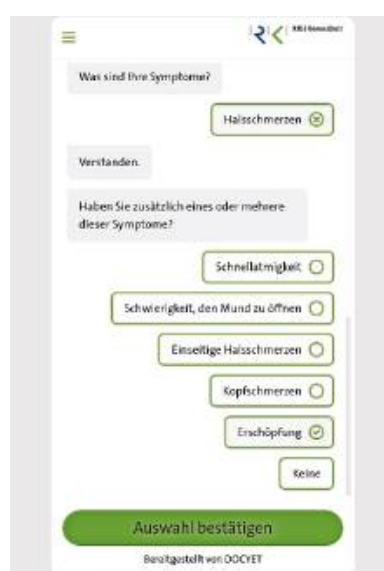 Was sind Ihre Symptome?
Halsschmerzen
Verstanden.
Haben Sie zusätzlich eines oder mehrere
dieser Symptome?
Schnellatmigkeit
Schwierigkeit, den Mund zu öffnen
Einseitige Halsschmerzen
Kopfschmerzen
Erschöpfung
Keine
Auswahl bestätigen
Bereitgestellt von DOCYET